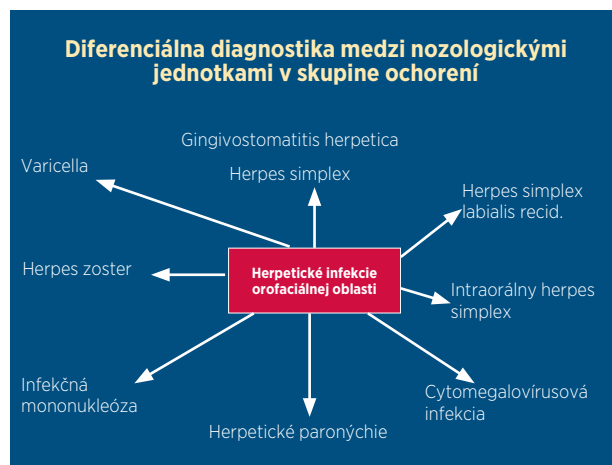 Diferenciálna diagnostika medzi nozologickými
jednotkami v skupine ochorení
Gingivostomatitis herpetica
Herpes simplex
Varicella
Herpes simplex
labialis recid.
Herpes zoster
Herpetické infekcie
orofaciálnej oblasti
Intraorálny herpes
simplex
Infekčná
mononukleóza
Cytomegalovírusová
infekcia
Herpetické paronýchie